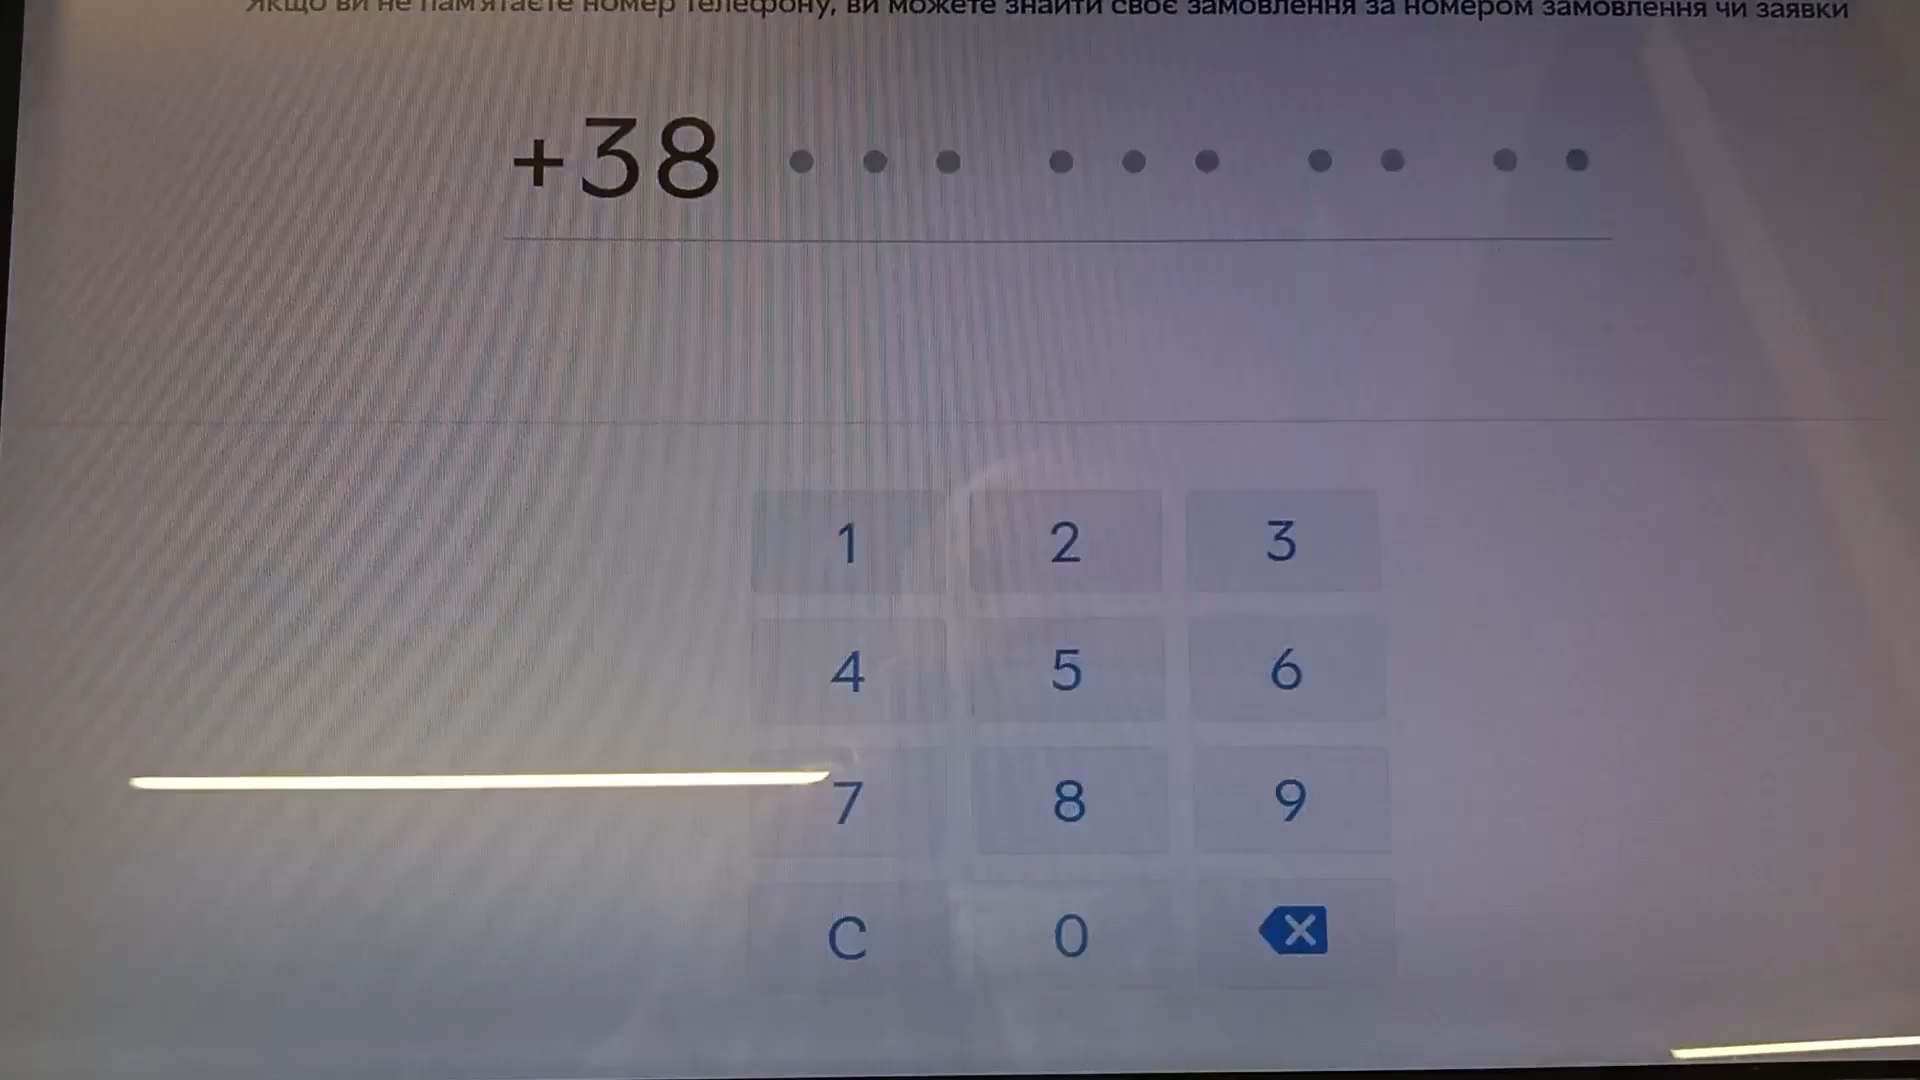 Якщо ви не пам'ятаєте номер телефону, ви можете знайти своє замовлення за номером замовлення чи заявки
+38
1 2 3
4 5 6
7 8 9
C 0